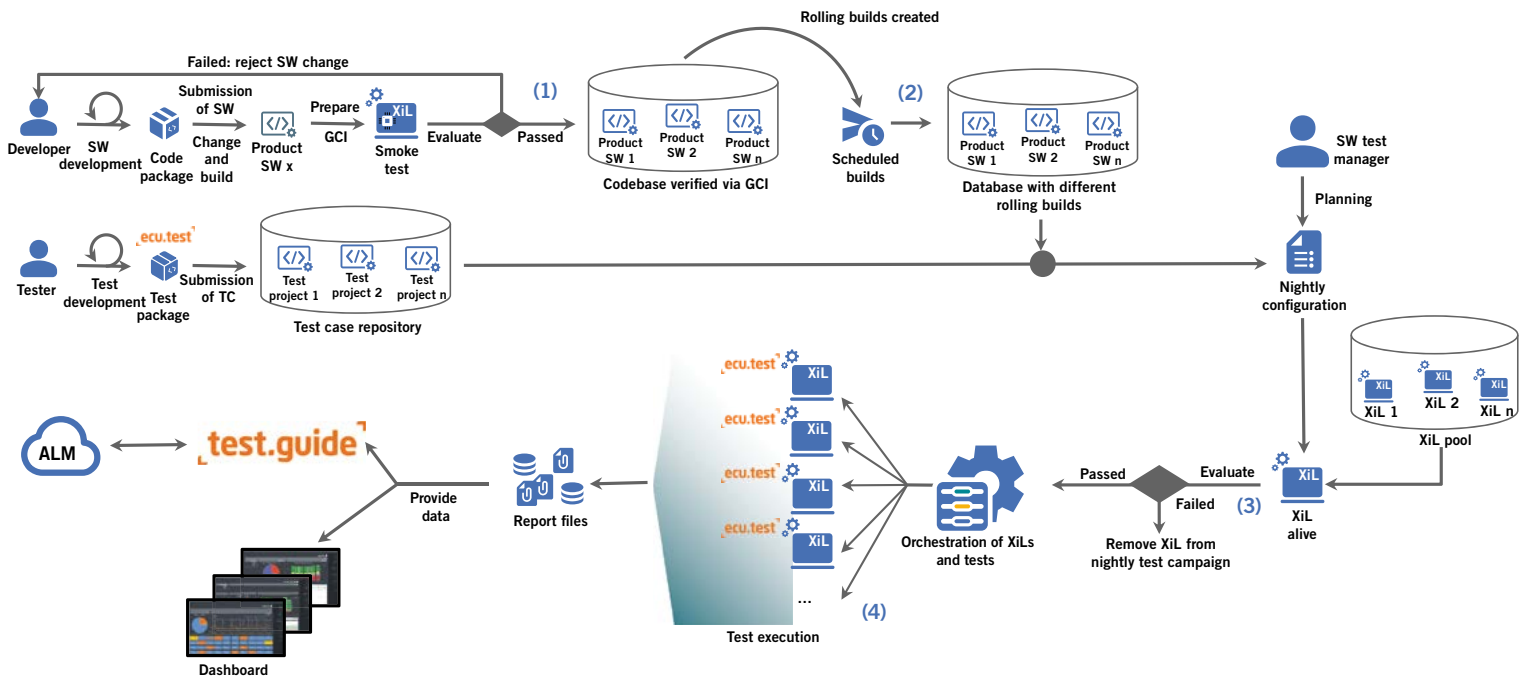 Rolling builds created
Failed: reject SW change
(1)
(2)
Developer
SW
development
Code
package
Submission
of SW
Change
and
build
Product
SW x
Prepare
GCI
XiL
Smoke
test
Evaluate
Passed
Product
SW 1
Product
SW 2
Product
SW n
Codebase verified via GCI
Scheduled
builds
Product
SW 1
Product
SW 2
Product
SW n
Database with different
rolling builds
SW test
manager
Planning
Tester
Test
development
ecu.test
Test
package
Submission
of TC
Test
project 1
Test
project 2
Test
project n
Test case repository
Nightly
configuration
XiL
XiL 1
XiL
XiL 2
XiL
XiL n
XiL pool
ALM
test.guide
Provide
data
Report files
ecu.test
XiL
ecu.test
XiL
ecu.test
XiL
ecu.test
XiL
...
Test execution
(4)
Orchestration of XiLs
and tests
Passed
Evaluate
Failed
(3)
Remove XiL from
nightly test campaign
XiL
XiL
alive
Dashboard